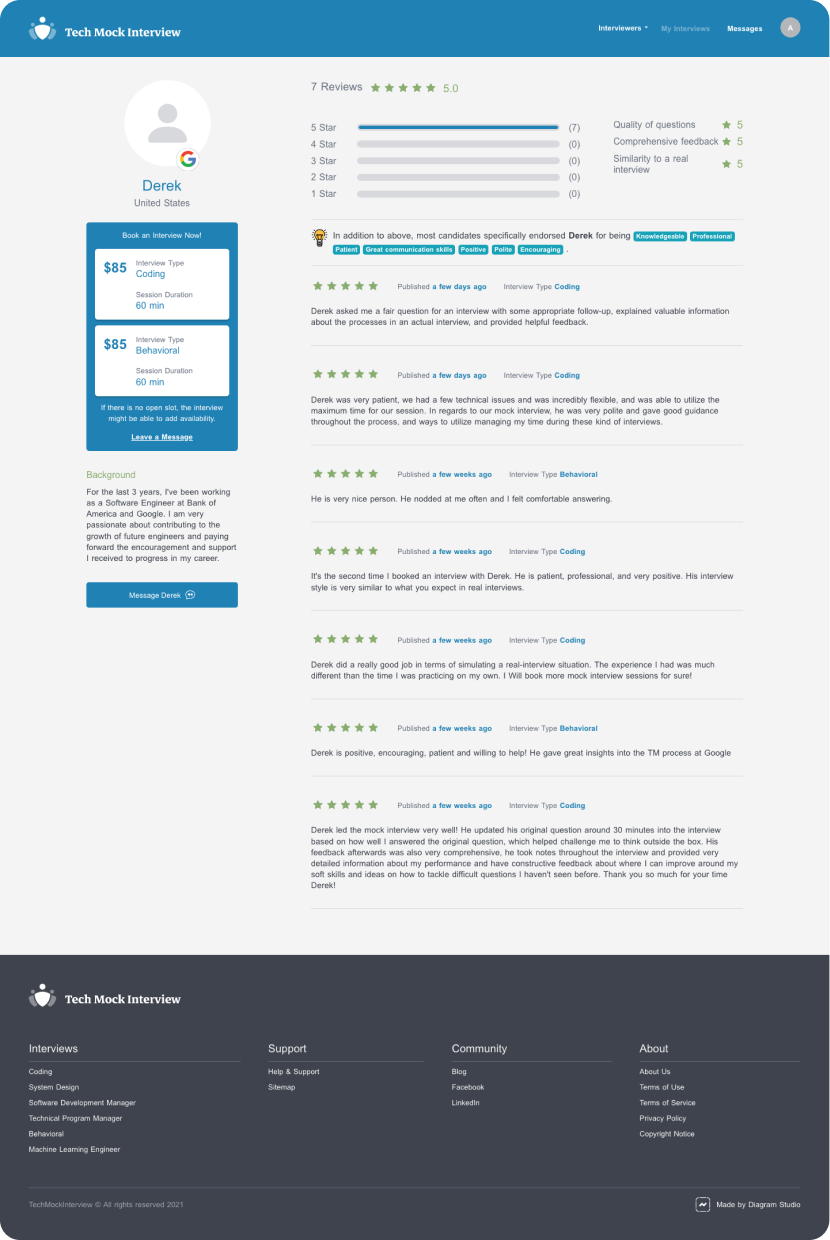 Tech Mock Interview
Interviewers
My Interviews
Messages
A
Derek
United States
Book an Interview Now!
$85
Interview Type
Coding
Session Duration
60 min
$85
Interview Type
Behavioral
Session Duration
60 min
If there is no open slot, the interview
might be able to add availability.
Leave a Message
Background
For the last 3 years, I've been working
as a Software Engineer at Bank of
America and Google. I am very
passionate about contributing to the
growth of future engineers and paying
forward the encouragement and support
I received to progress in my career.
Message Derek
7 Reviews 5.0
5 Star (7)
4 Star (0)
3 Star (0)
2 Star (0)
1 Star (0)
Quality of questions 5
Comprehensive feedback 5
Similarity to a real
interview 5
In addition to above, most candidates specifically endorsed Derek for being Knowledgeable Professional
Patient Great communication skills Positive Polite Encouraging .
Published a few days ago Interview Type Coding
Derek asked me a fair question for an interview with some appropriate follow-up, explained valuable information
about the processes in an actual interview, and provided helpful feedback.
Published a few days ago Interview Type Coding
Derek was very patient, we had a few technical issues and was incredibly flexible, and was able to utilize the
maximum time for our session. In regards to our mock interview, he was very polite and gave good guidance
throughout the process, and ways to utilize managing my time during these kind of interviews.
Published a few weeks ago Interview Type Behavioral
He is very nice person. He nodded at me often and I felt comfortable answering.
Published a few weeks ago Interview Type Coding
It's the second time I booked an interview with Derek. He is patient, professional, and very positive. His interview
style is very similar to what you expect in real interviews.
Published a few weeks ago Interview Type Coding
Derek did a really good job in terms of simulating a real-interview situation. The experience I had was much
different than the time I was practicing on my own. I Will book more mock interview sessions for sure!
Published a few weeks ago Interview Type Behavioral
Derek is positive, encouraging, patient and willing to help! He gave great insights into the TM process at Google
Published a few weeks ago Interview Type Coding
Derek led the mock interview very well! He updated his original question around 30 minutes into the interview
based on how well I answered the original question, which helped challenge me to think outside the box. His
feedback afterwards was also very comprehensive, he took notes throughout the interview and provided very
detailed information about my performance and have constructive feedback about where I can improve around my
soft skills and ideas on how to tackle difficult questions I haven't seen before. Thank you so much for your time
Derek!
Tech Mock Interview
Interviews
Coding
System Design
Software Development Manager
Technical Program Manager
Behavioral
Machine Learning Engineer
Support
Help & Support
Sitemap
Community
Blog
Facebook
LinkedIn
About
About Us
Terms of Use
Terms of Service
Privacy Policy
Copyright Notice
TechMockInterview © All rights reserved 2021
Made by Diagram Studio